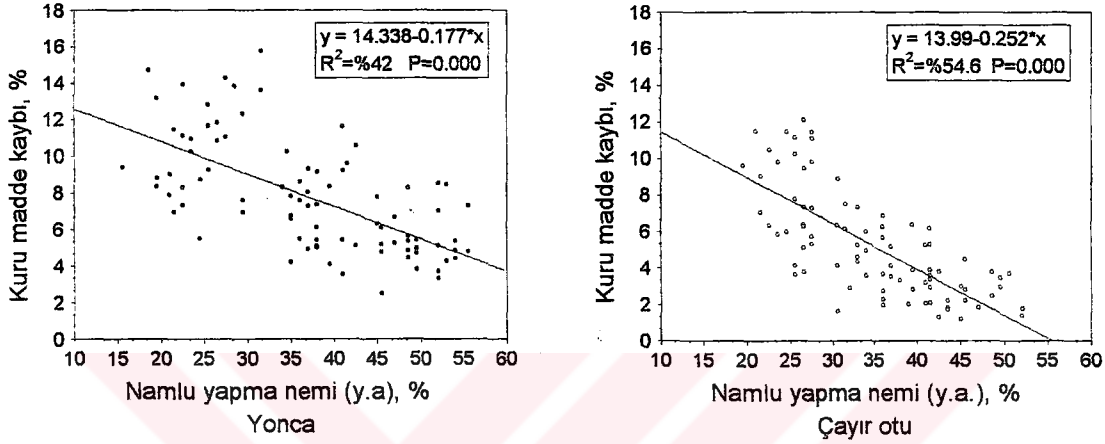 18
16
14
12
10
8
6
4
2
0
Kuru madde kaybı, %
y = 14.338-0.177*x
R²=%42 P=0.000
10 15 20 25 30 35 40 45 50 55 60
Namlu yapma nemi (y.a), %
Yonca
18
16
14
12
10
8
6
4
2
0
Kuru madde kaybı, %
y = 13.99-0.252*x
R²=%54.6 P=0.000
10 15 20 25 30 35 40 45 50 55 60
Namlu yapma nemi (y.a.), %
Çayır otu